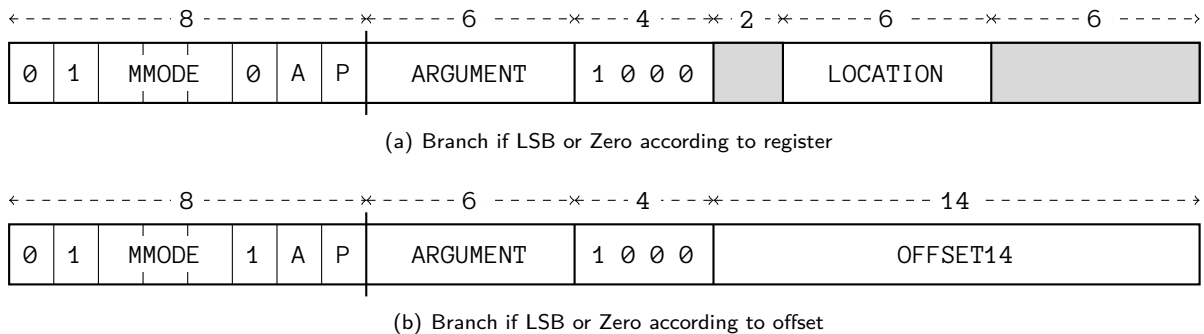 8 6 4 2 6 6
0 1 MMODE 0 A P ARGUMENT 1 0 0 0 LOCATION
(a) Branch if LSB or Zero according to register
8 6 4 14
0 1 MMODE 1 A P ARGUMENT 1 0 0 0 OFFSET14
(b) Branch if LSB or Zero according to offset